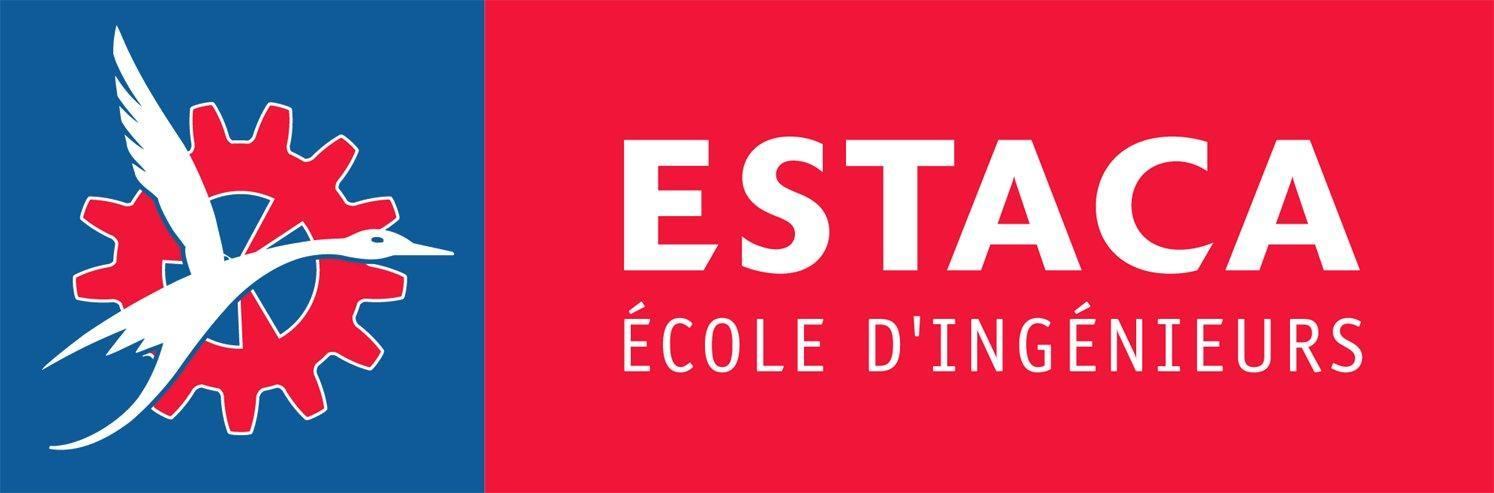 ESTACA
ÉCOLE D'INGÉNIEURS